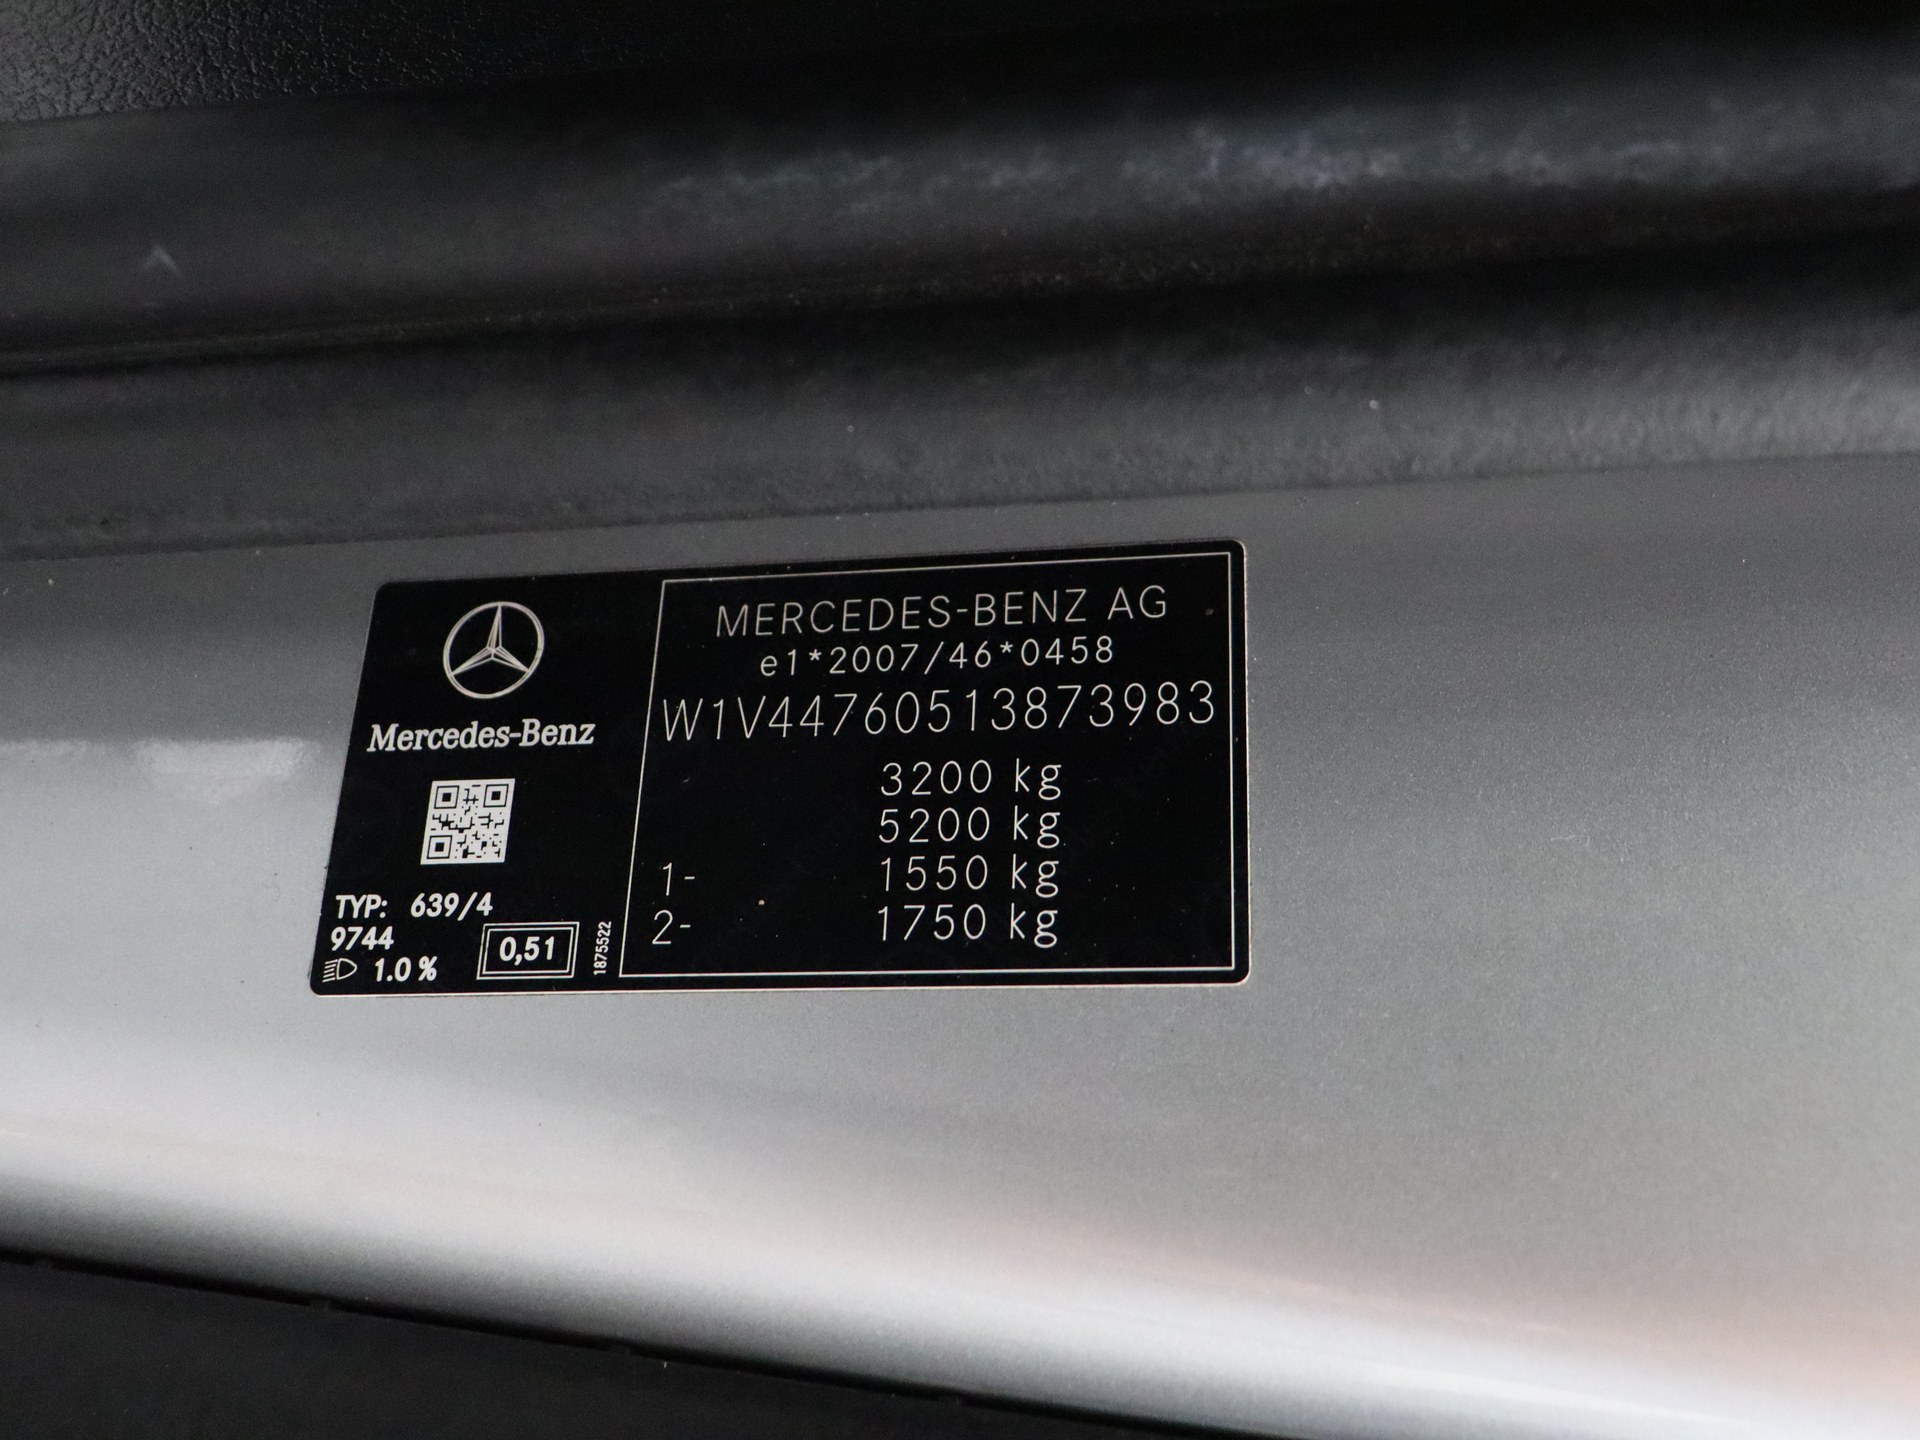 Mercedes-Benz
TYP: 639/4
9744
1.0 %
0,51
1875522
MERCEDES-BENZ AG
e1*2007/46*0458
W1V44760513873983
3200 kg
5200 kg
1- 1550 kg
2- 1750 kg